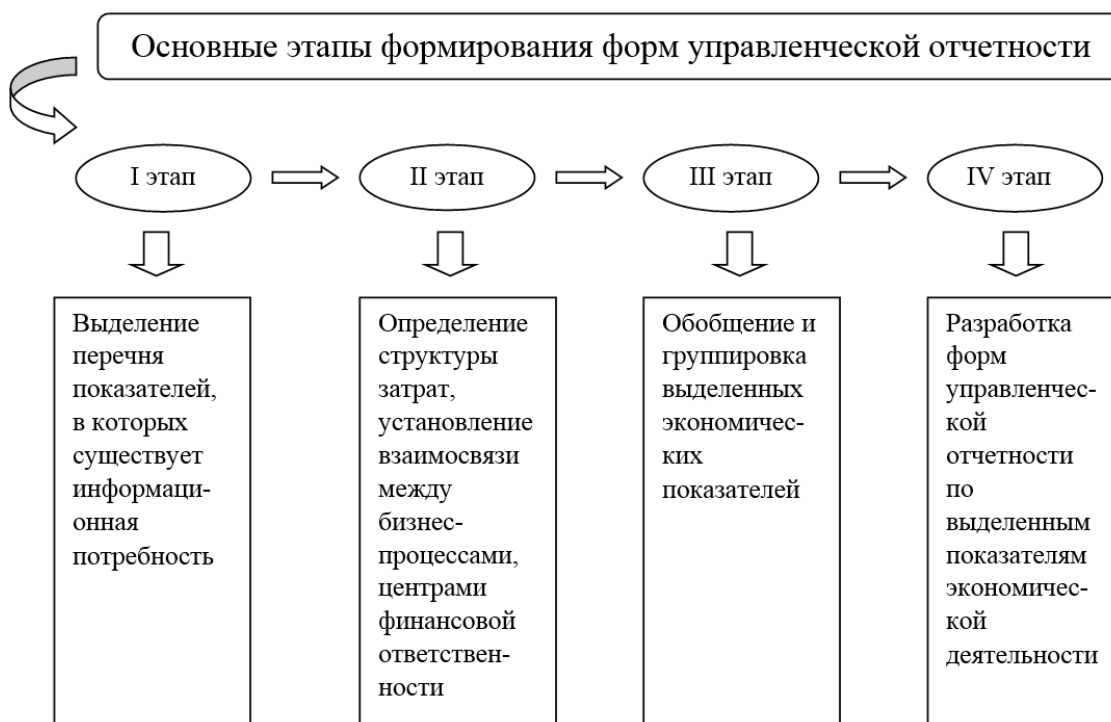 Основные этапы формирования форм управленческой отчетности
I этап
II этап
III этап
IV этап
Выделение
перечня
показателей,
в которых
существует
информаци-
онная
потребность
Определение
структуры
затрат,
установление
взаимосвязи
между
бизнес-
процессами,
центрами
финансовой
ответствен-
ности
Обобщение и
группировка
выделенных
экономичес-
ких
показателей
Разработка
форм
управленчес-
кой
отчетности
по
выделенным
показателям
экономичес-
кой
деятельности